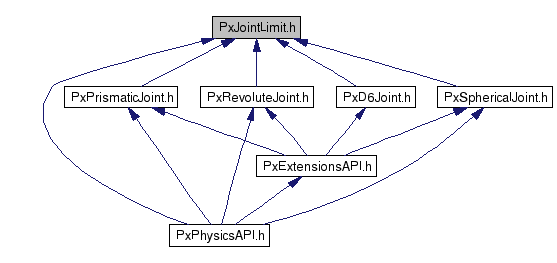 PxJointLimit.h
PxPrismaticJoint.h
PxRevoluteJoint.h
PxD6Joint.h
PxSphericalJoint.h
PxExtensionsAPI.h
PxPhysicsAPI.h